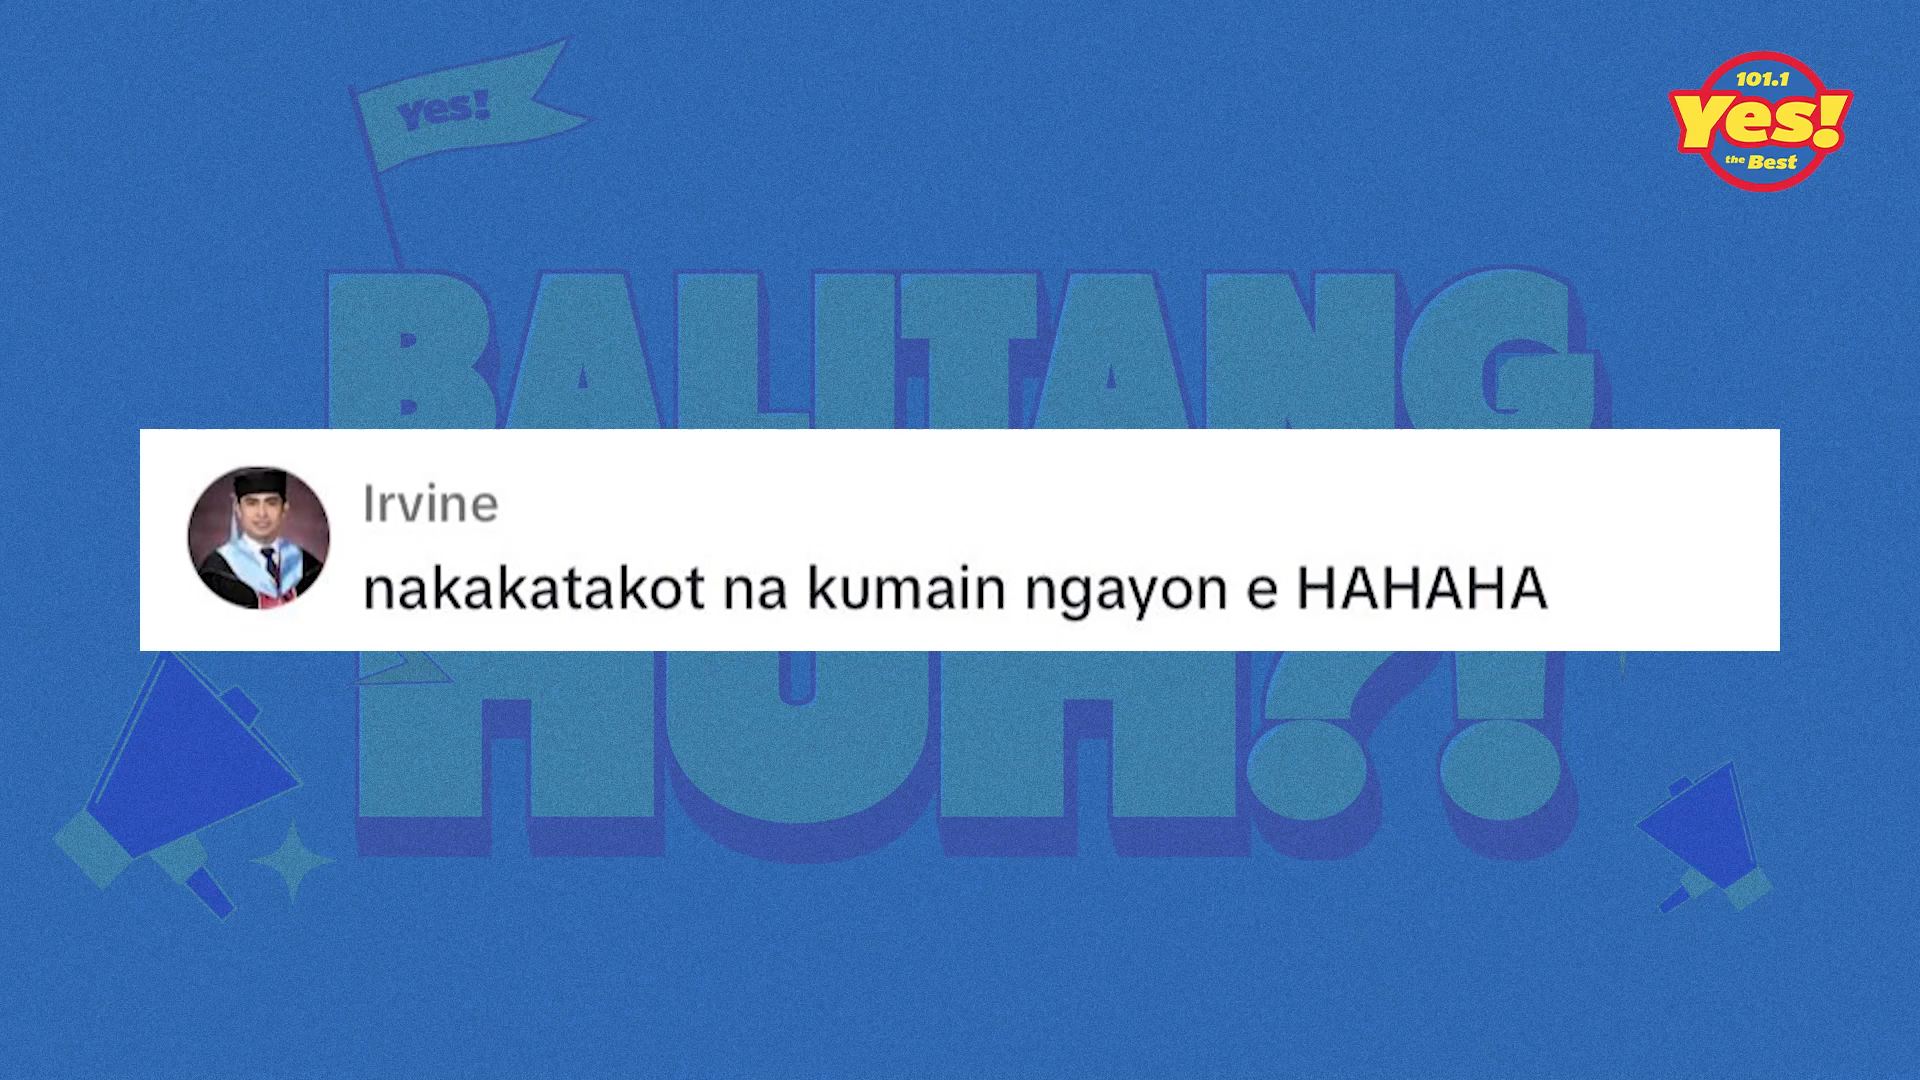 Yes!
101.1
Yes!
the Best
BALITANG
Irvine
nakakatakot na kumain ngayon e HAHAHA
HUH?!